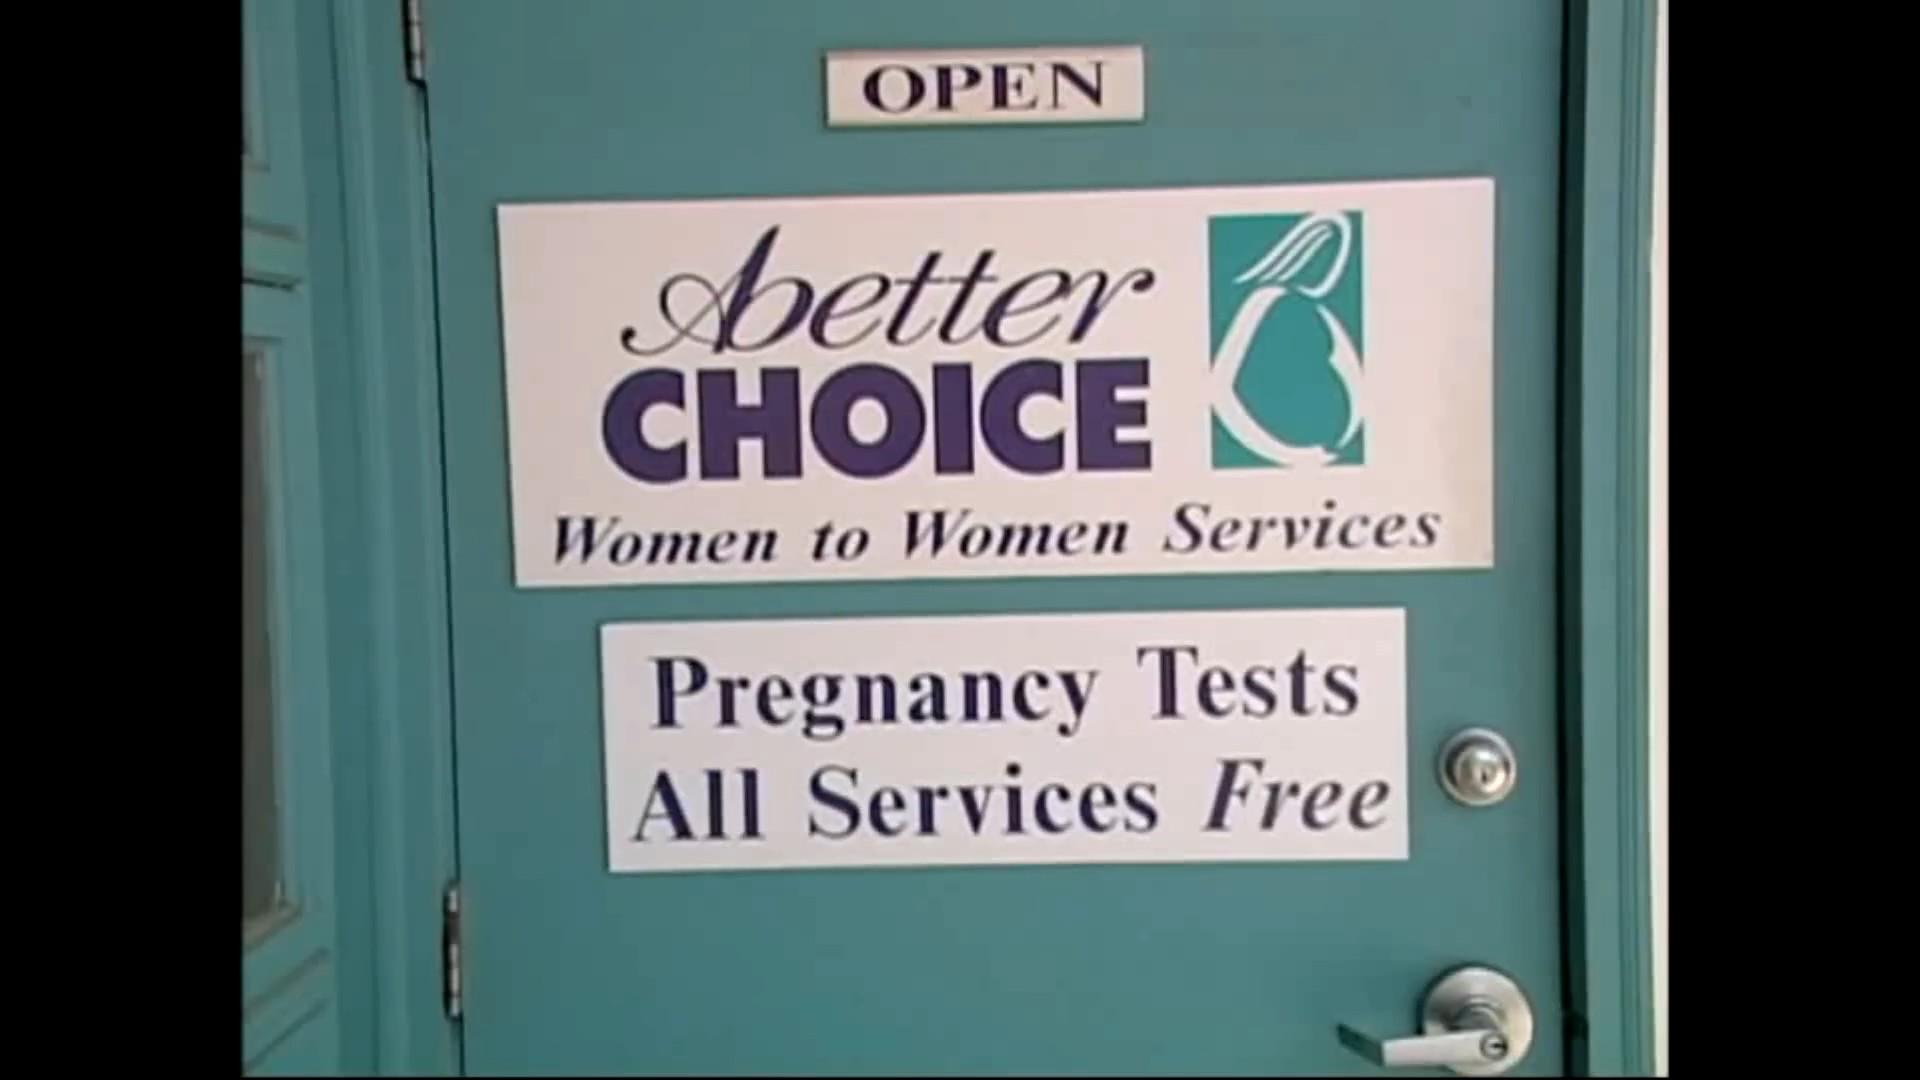 OPEN
A better
CHOICE
Women to Women Services
Pregnancy Tests
All Services Free